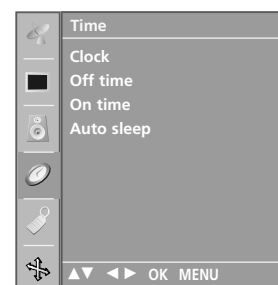 Time
Clock
Off time
On time
Auto sleep
▲▼ ◄► OK MENU